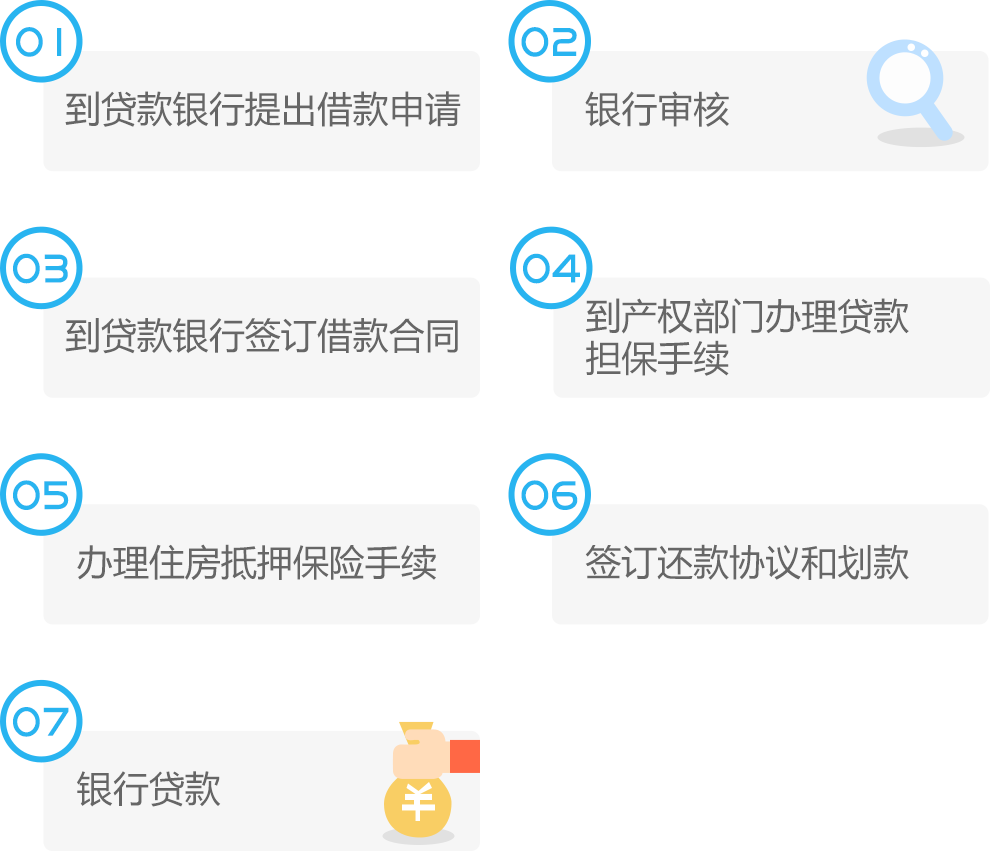 01
到贷款银行提出借款申请
02
银行审核
03
到贷款银行签订借款合同
04
到产权部门办理贷款
担保手续
05
办理住房抵押保险手续
06
签订还款协议和划款
07
银行贷款
¥